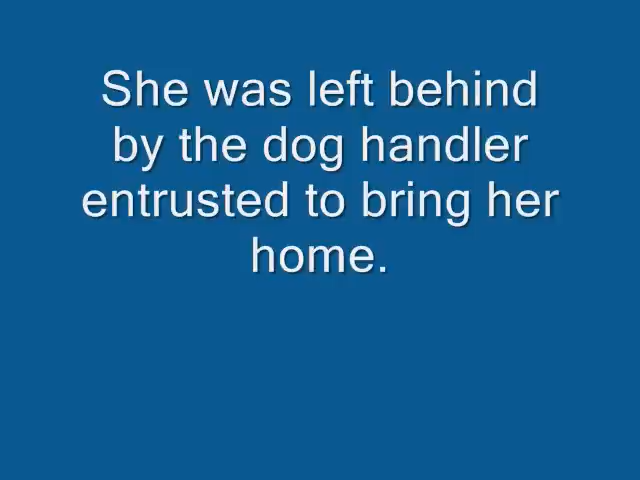 She was left behind
by the dog handler
entrusted to bring her
home.